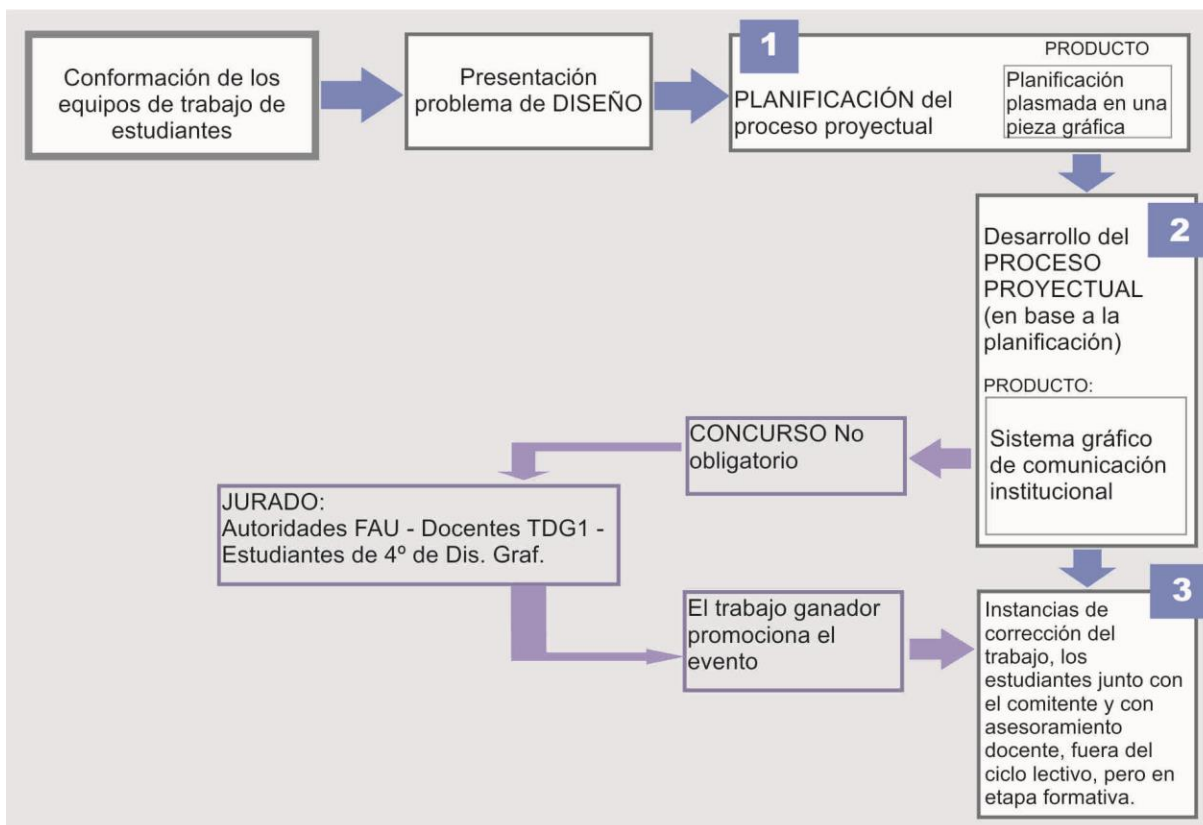 Conformación de los
equipos de trabajo de
estudiantes
Presentación
problema de DISEÑO
1
PLANIFICACIÓN del
proceso proyectual
PRODUCTO
Planificación
plasmada en una
pieza gráfica
2
Desarrollo del
PROCESO
PROYECTUAL
(en base a la
planificación)
PRODUCTO:
Sistema gráfico
de comunicación
institucional
CONCURSO No
obligatorio
JURADO:
Autoridades FAU - Docentes TDG1 -
Estudiantes de 4º de Dis. Graf.
El trabajo ganador
promociona el
evento
3
Instancias de
corrección del
trabajo, los
estudiantes junto con
el comitente y con
asesoramiento
docente, fuera del
ciclo lectivo, pero en
etapa formativa.